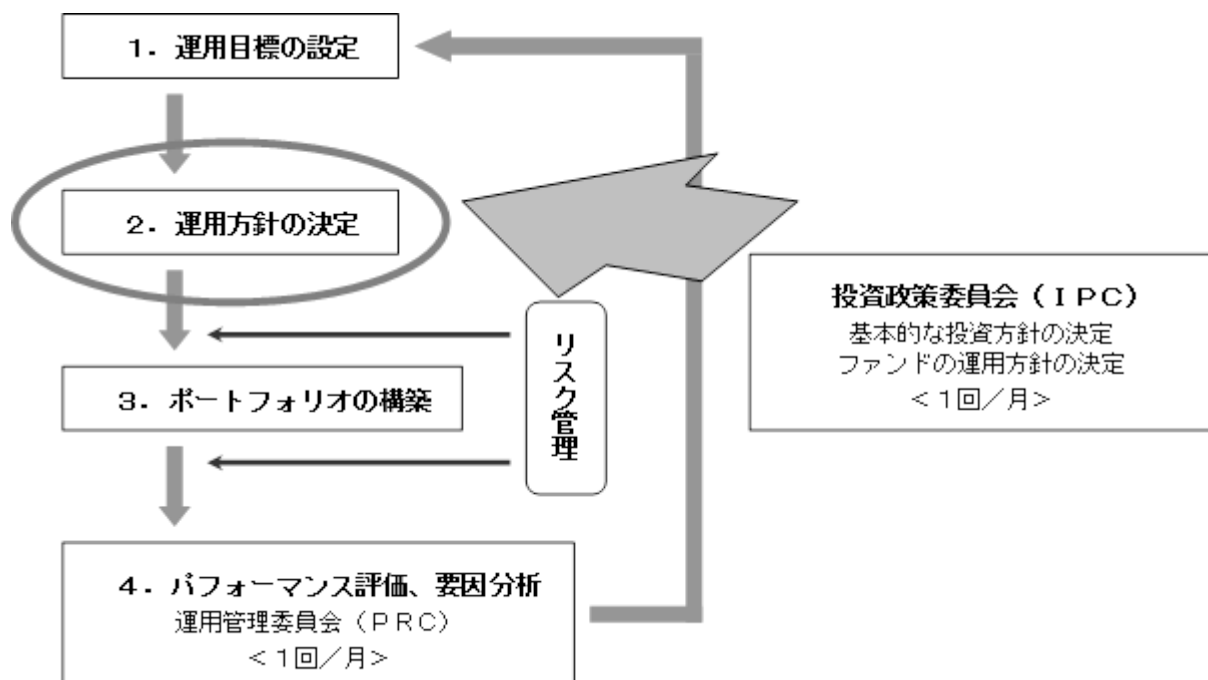 １．運用目標の設定
２．運用方針の決定
投資政策委員会（ＩＰＣ）
基本的な投資方針の決定
ファンドの運用方針の決定
＜１回／月＞
リスク管理
３．ポートフォリオの構築
４．パフォーマンス評価、要因分析
運用管理委員会（ＰＲＣ）
＜１回／月＞